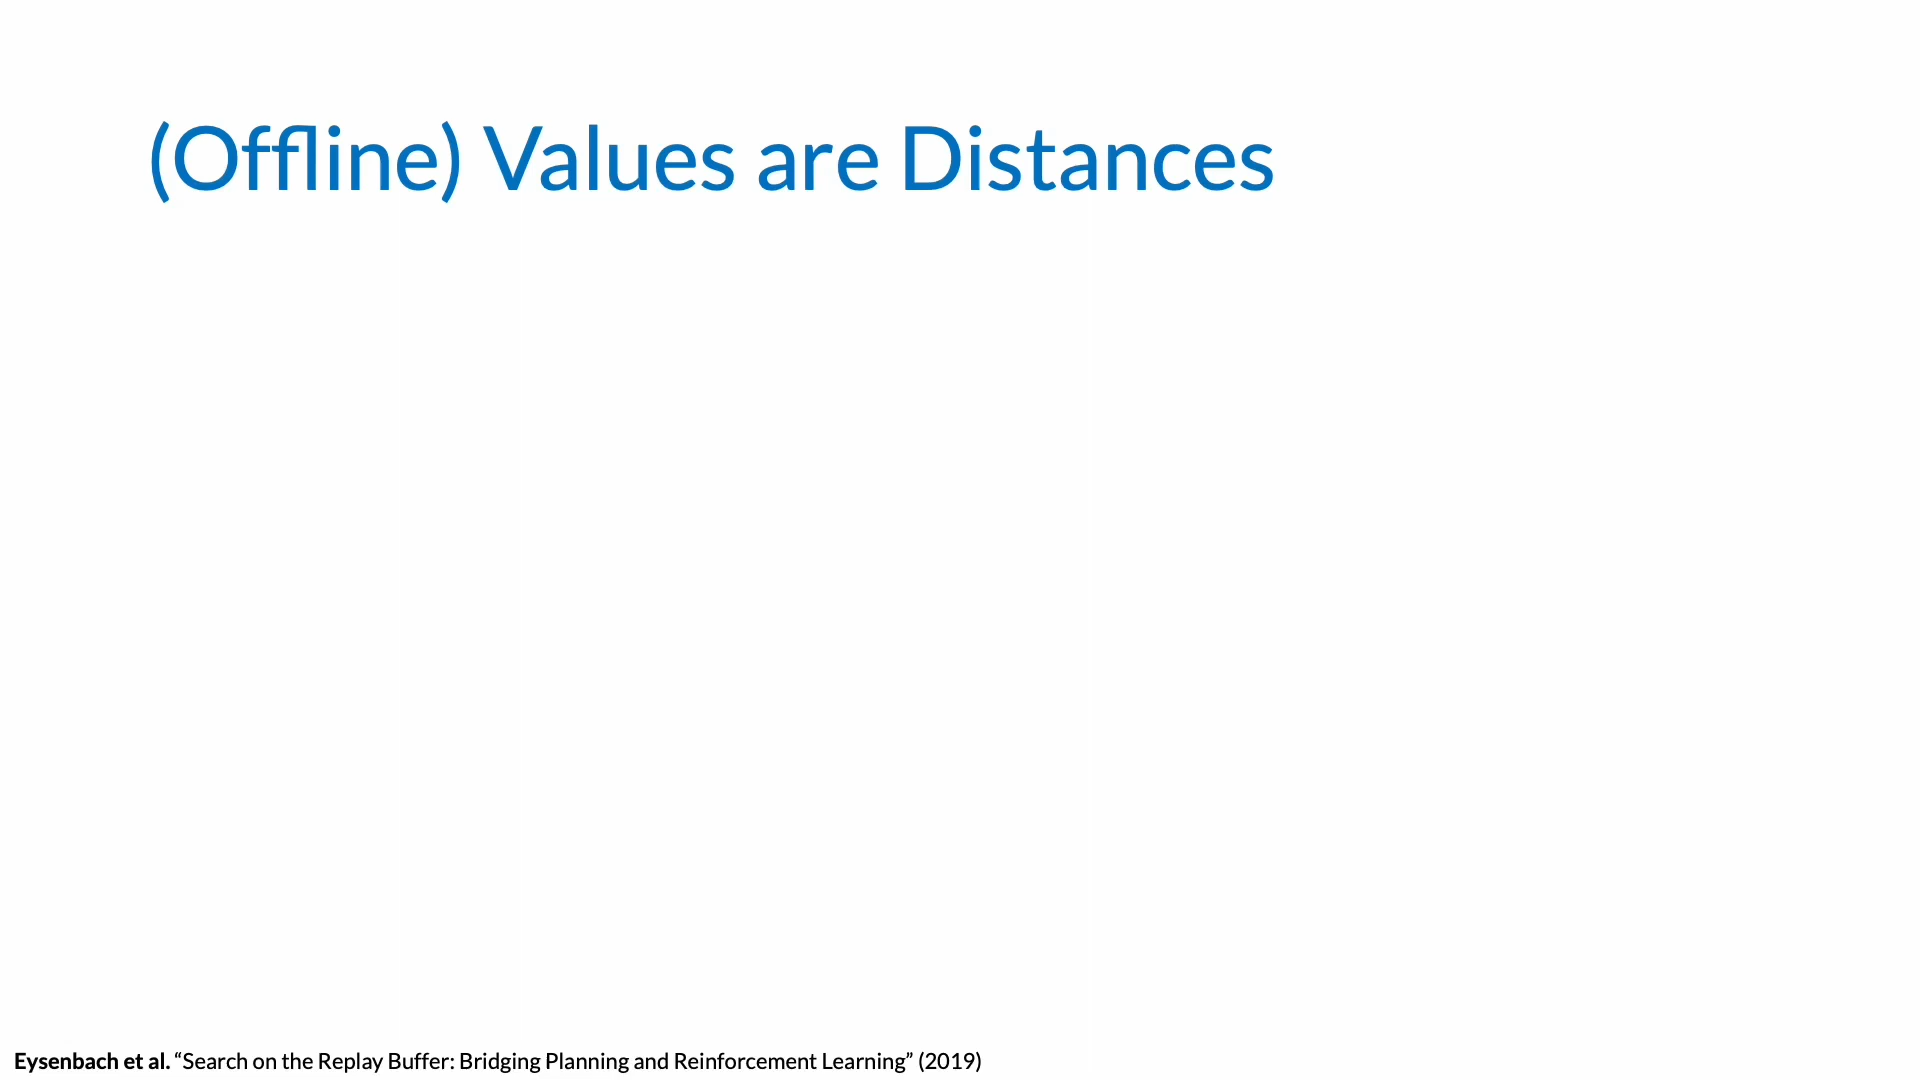 (Offline) Values are Distances
Eysenbach et al. “Search on the Replay Buffer: Bridging Planning and Reinforcement Learning” (2019)